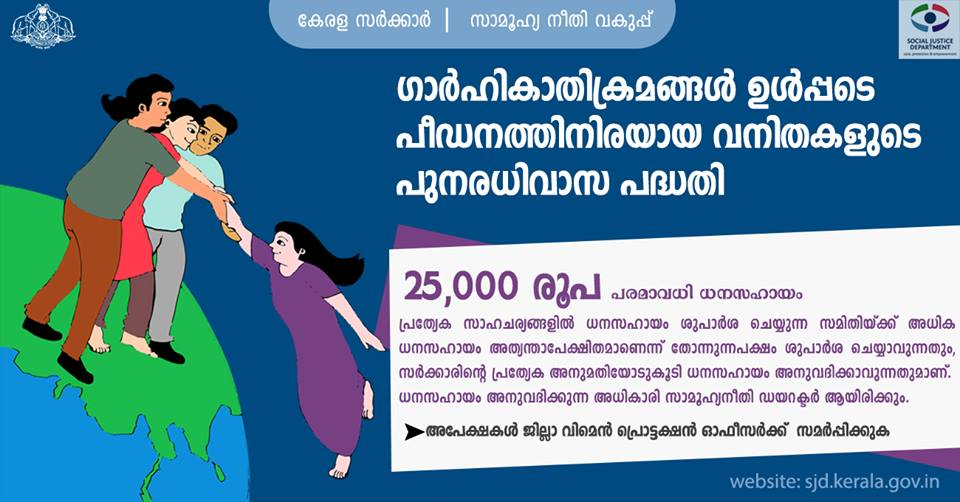 കേരള സർക്കാർ | സാമൂഹ്യ നീതി വകുപ്പ്
SOCIAL JUSTICE
DEPARTMENT
care, protection & empowerment
ഗാർഹികാതിക്രമങ്ങൾ ഉൾപ്പടെ
പീഡനത്തിനിരയായ വനിതകളുടെ
പുനരധിവാസ പദ്ധതി
25,000 രൂപ പരമാവധി ധനസഹായം
പ്രത്യേക സാഹചര്യങ്ങളിൽ ധനസഹായം ശുപാർശ ചെയ്യുന്ന സമിതിയ്ക്ക് അധിക
ധനസഹായം അത്യന്താപേക്ഷിതമാണെന്ന് തോന്നുന്നപക്ഷം ശുപാർശ ചെയ്യാവുന്നതും,
സർക്കാരിന്റെ പ്രത്യേക അനുമതിയോടുകൂടി ധനസഹായം അനുവദിക്കാവുന്നതുമാണ്.
ധനസഹായം അനുവദിക്കുന്ന അധികാരി സാമൂഹ്യനീതി ഡയറക്ടർ ആയിരിക്കും.
➤അപേക്ഷകൾ ജില്ലാ വിമെൻ പ്രൊട്ടക്ഷൻ ഓഫീസർക്ക് സമർപ്പിക്കുക
website: sjd.kerala.gov.in